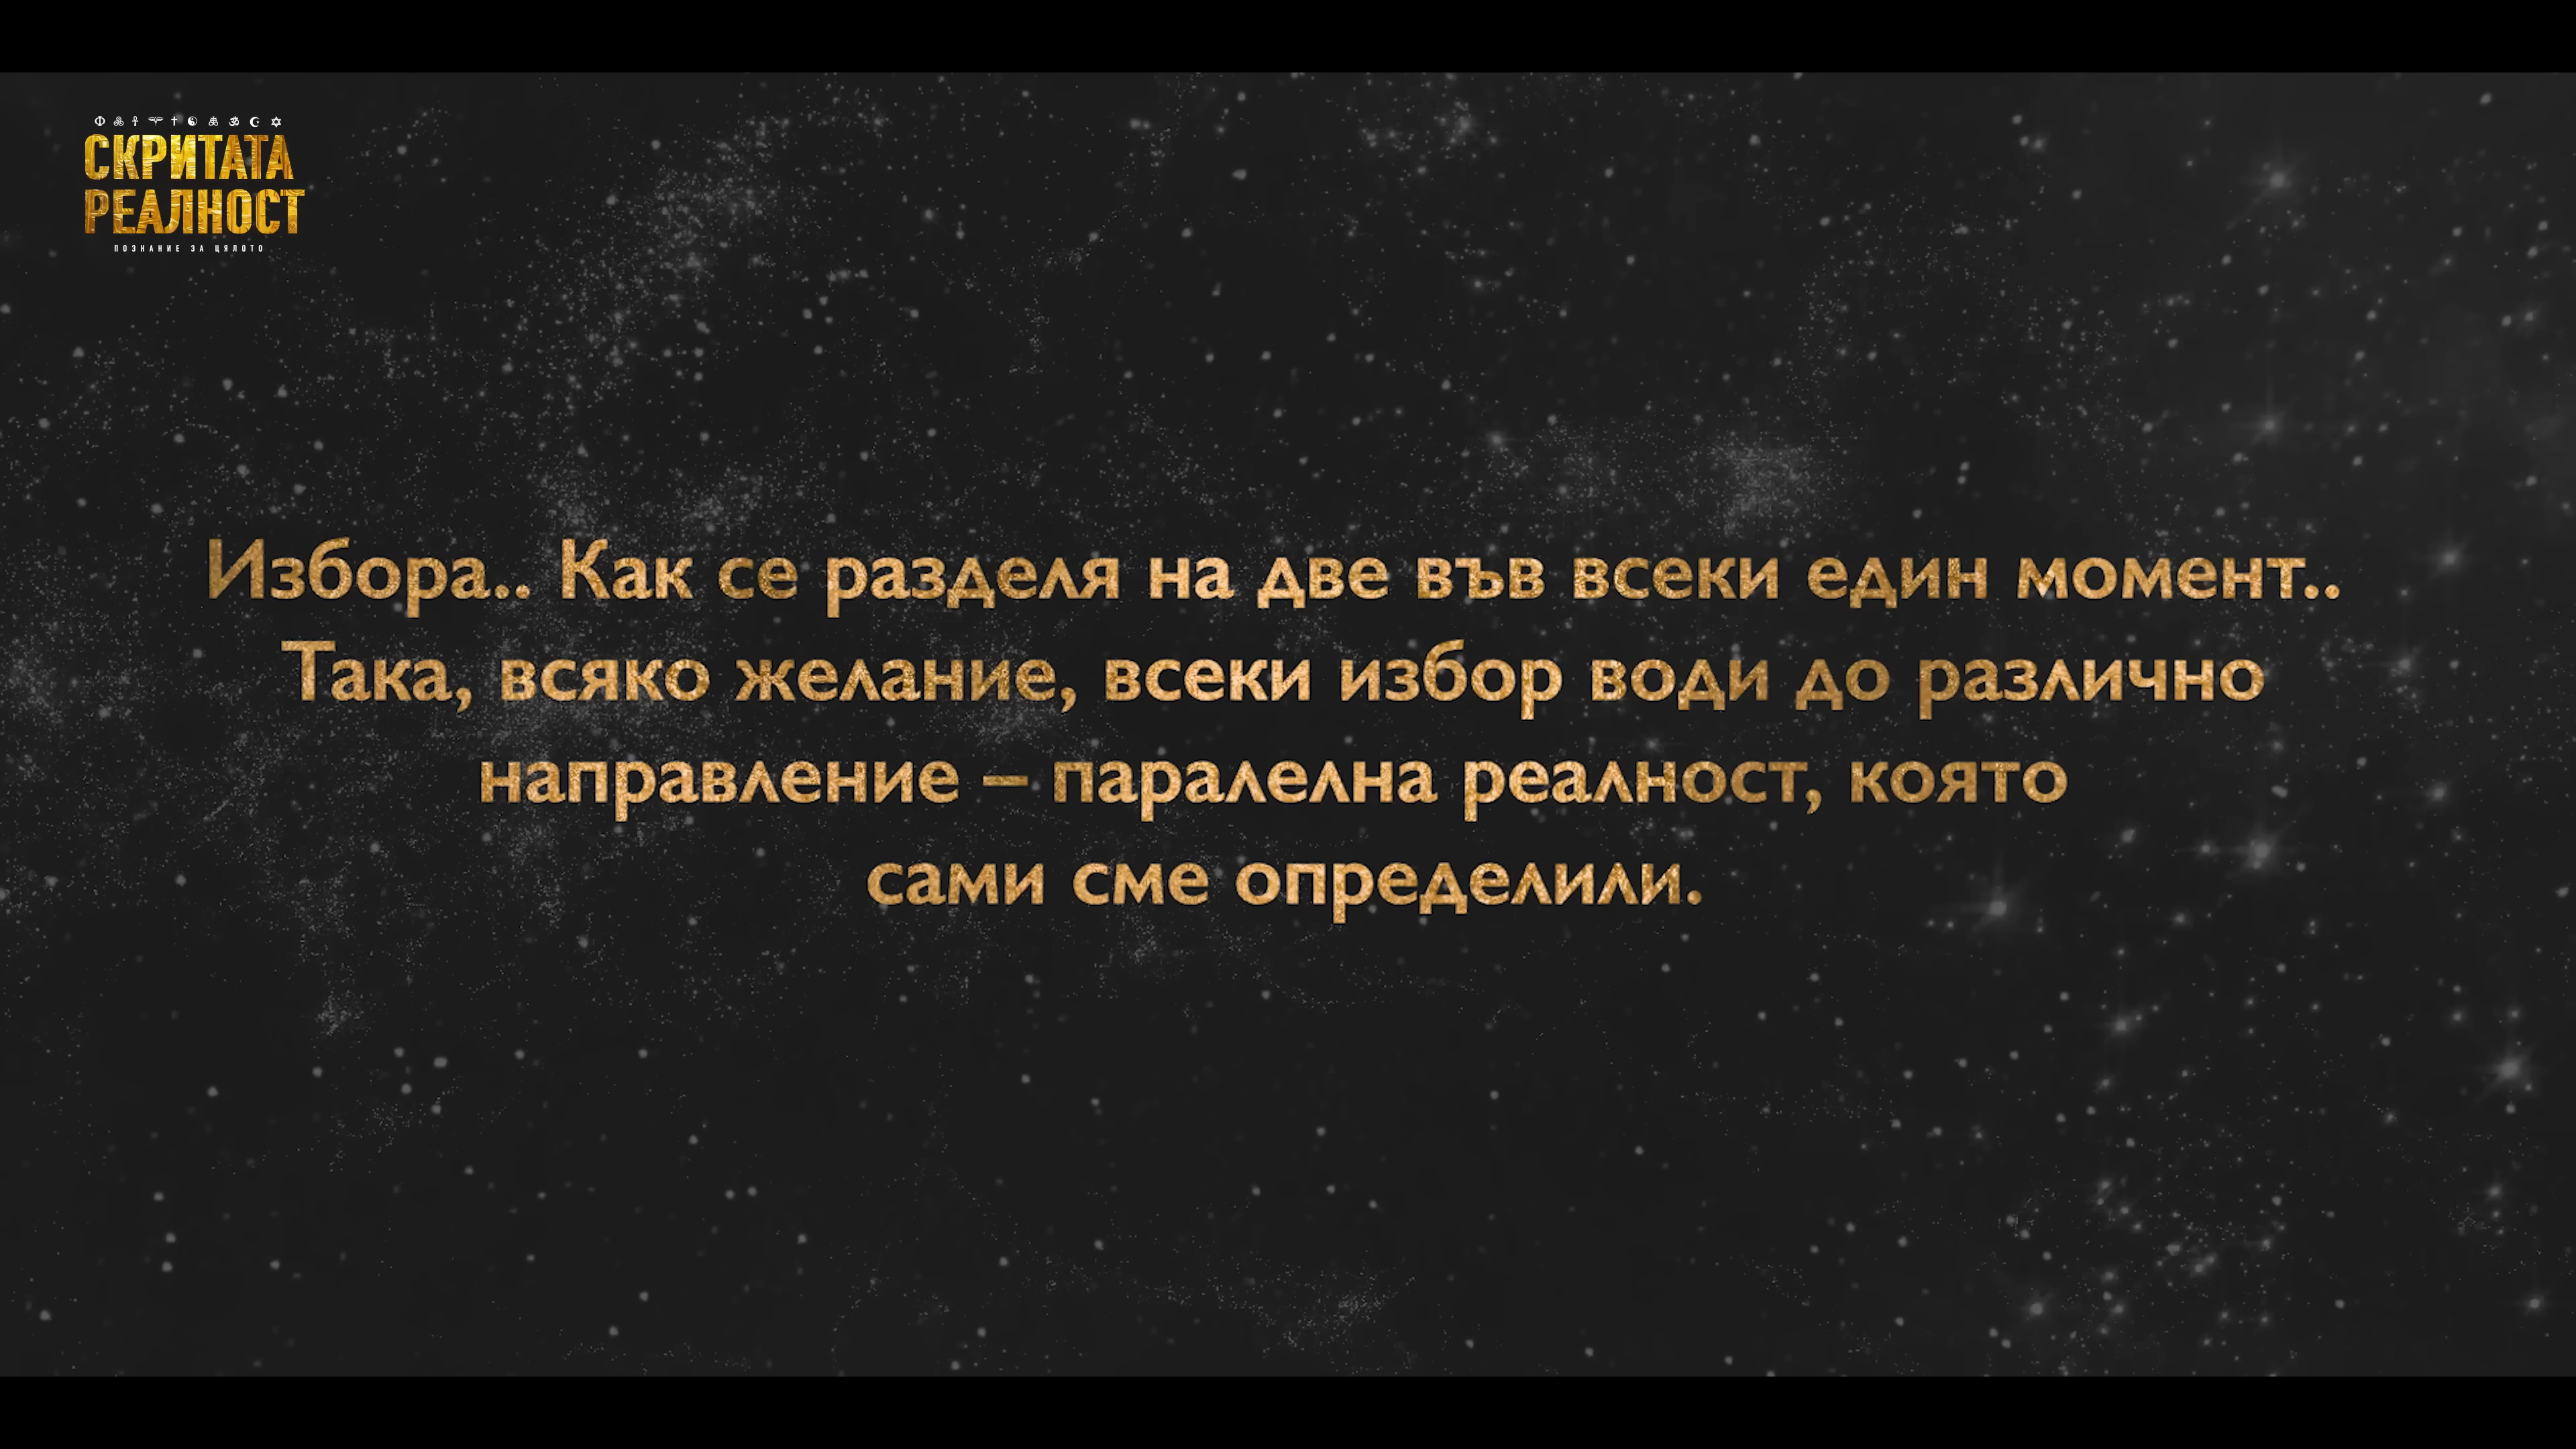 СКРИТАТА
РЕАЛНОСТ
ПОЗНАНИЕ ЗА ЦЯЛОТО
Избора.. Как се разделя на две във всеки един момент..
Така, всяко желание, всеки избор води до различно
направление – паралелна реалност, която
сами сме определили.